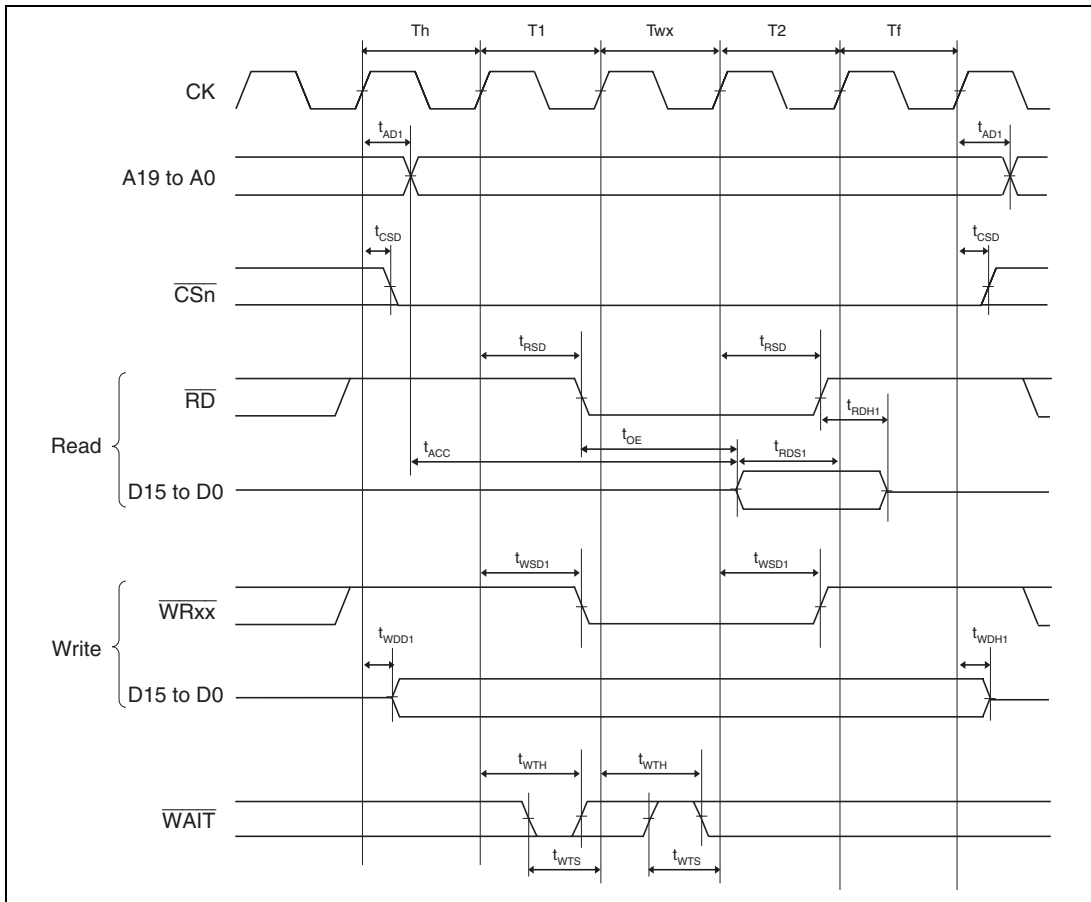 Th T1 Twx T2 Tf
CK
tAD1 tAD1
A19 to A0
tCSD tCSD
CSn
tRSD tRSD
RD
tRDH1
Read
tOE
tACC tRDS1
D15 to D0
tWSD1 tWSD1
WRxx
Write
tWDD1 tWDH1
D15 to D0
tWTH tWTH
WAIT
tWTS tWTS